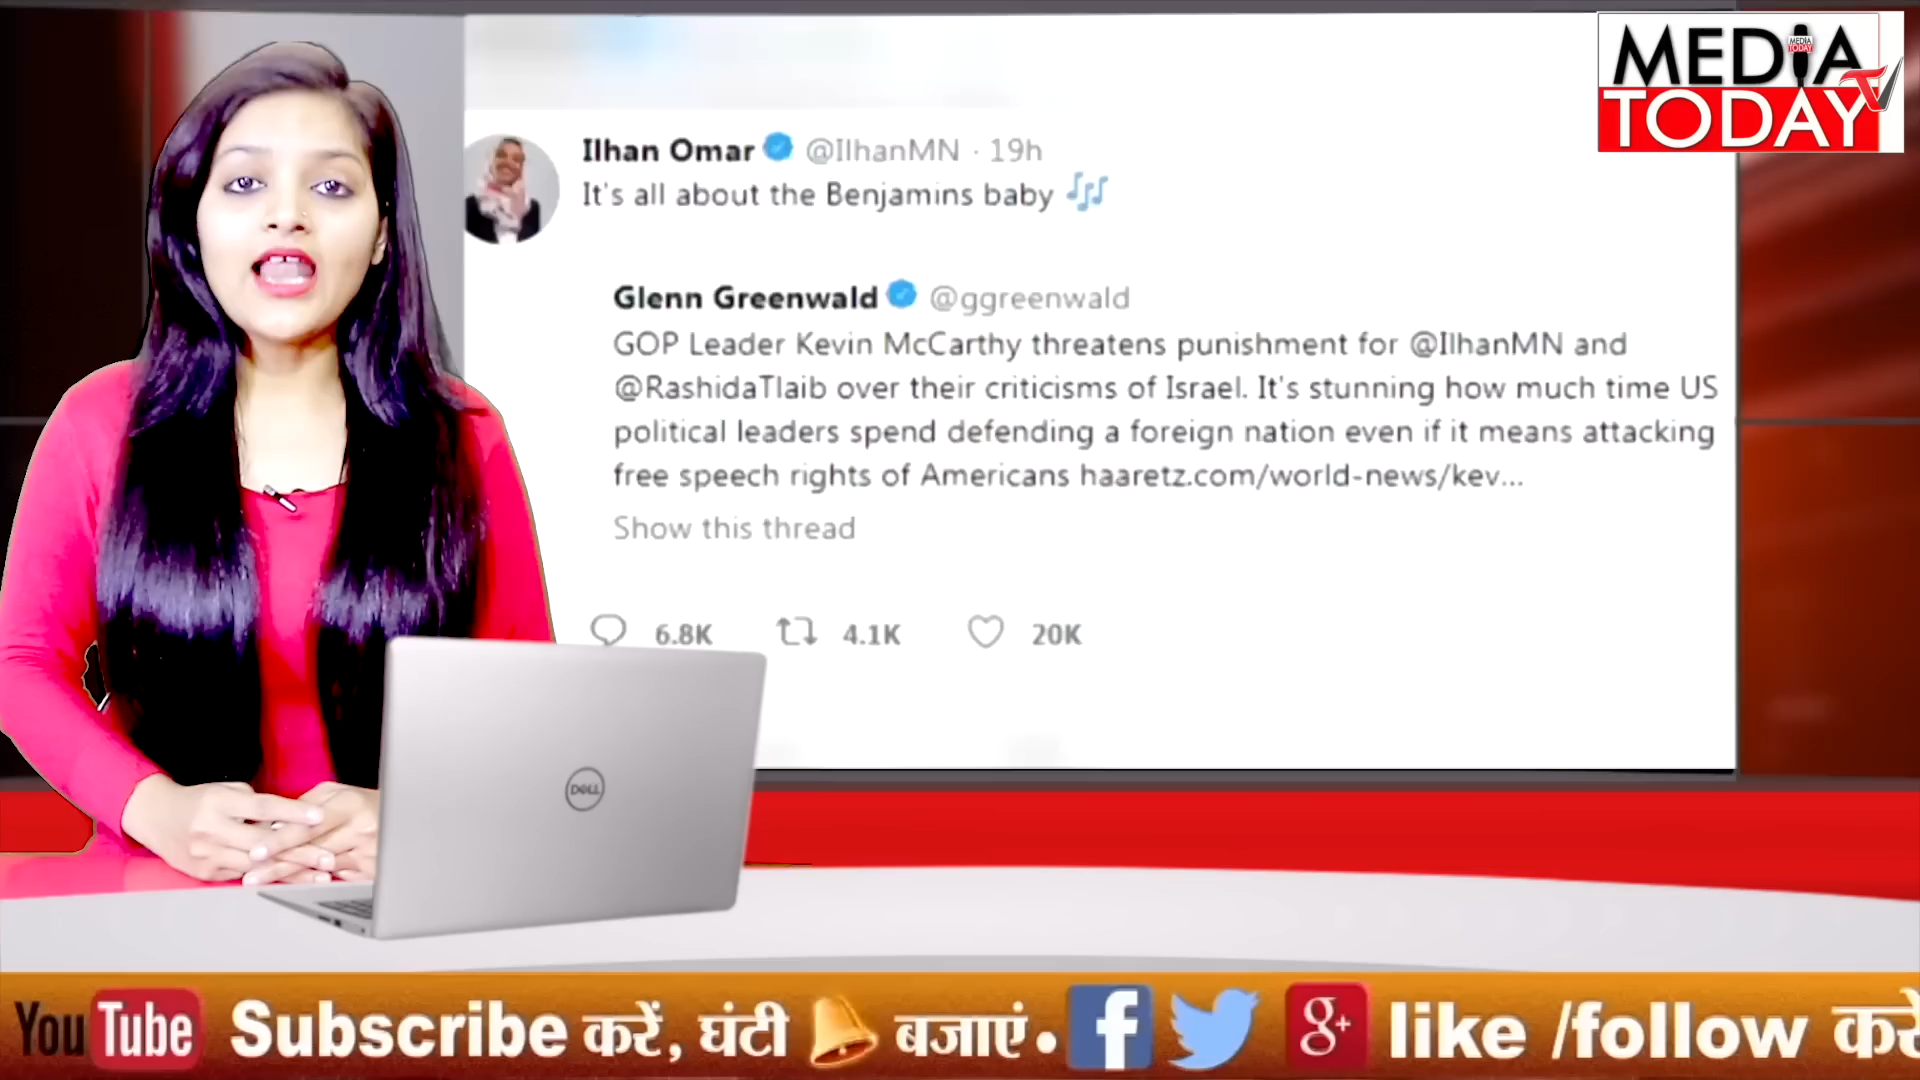 MEDIA
TODAY
TV
MEDIA
TODAY
Ilhan Omar @IlhanMN · 19h
It's all about the Benjamins baby 🎶
Glenn Greenwald @ggreenwald
GOP Leader Kevin McCarthy threatens punishment for @IlhanMN and
@RashidaTlaib over their criticisms of Israel. It's stunning how much time US
political leaders spend defending a foreign nation even if it means attacking
free speech rights of Americans haaretz.com/world-news/kev...
Show this thread
6.8K 4.1K 20K
DELL
YouTube Subscribe करें, घंटी 🔔 बजाएं • f g+ like /follow करें